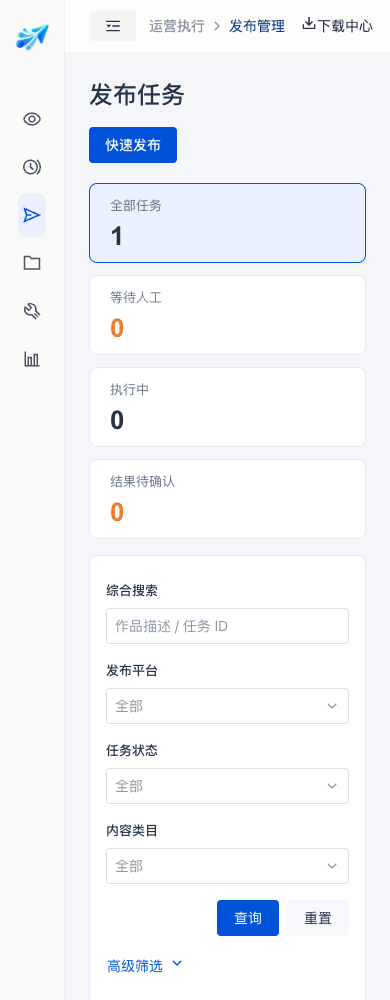 运营执行 > 发布管理 下载中心
发布任务
快速发布
全部任务
1
等待人工
0
执行中
0
结果待确认
0
综合搜索
作品描述 / 任务 ID
发布平台
全部
任务状态
全部
内容类目
全部
查询 重置
高级筛选